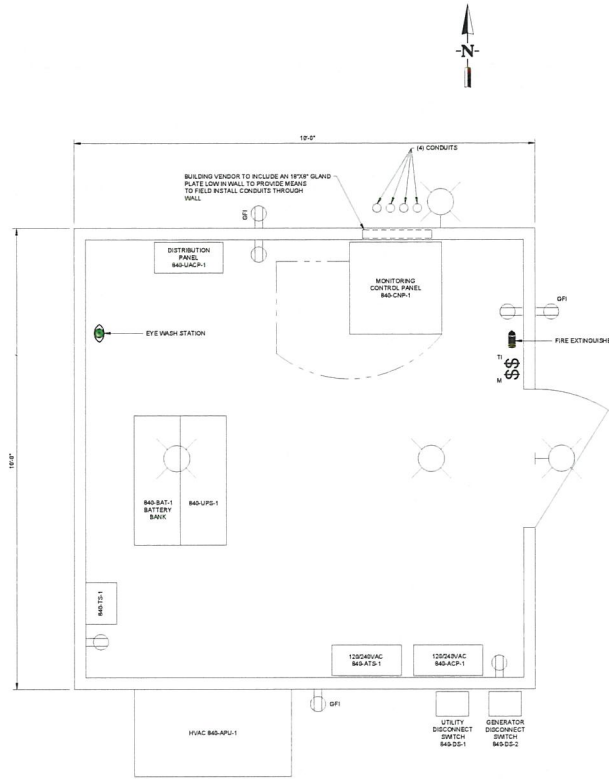 -N-
10'-0"
(4) CONDUITS
BUILDING VENDOR TO INCLUDE AN 18"X8" GLAND
PLATE LOW IN WALL TO PROVIDE MEANS
TO FIELD INSTALL CONDUITS THROUGH
WALL
GFI
DISTRIBUTION
PANEL
840-UACP-1
MONITORING
CONTROL PANEL
840-CNP-1
GFI
EYE WASH STATION
FIRE EXTINGUISHE
TI
$$
M
10'-0"
840-BAT-1
BATTERY
BANK
840-UPS-1
840-TS-1
120/240VAC
840-ATS-1
120/240VAC
840-ACP-1
GFI
HVAC 840-APU-1
UTILITY
DISCONNECT
SWITCH
840-DS-1
GENERATOR
DISCONNECT
SWITCH
840-DS-2